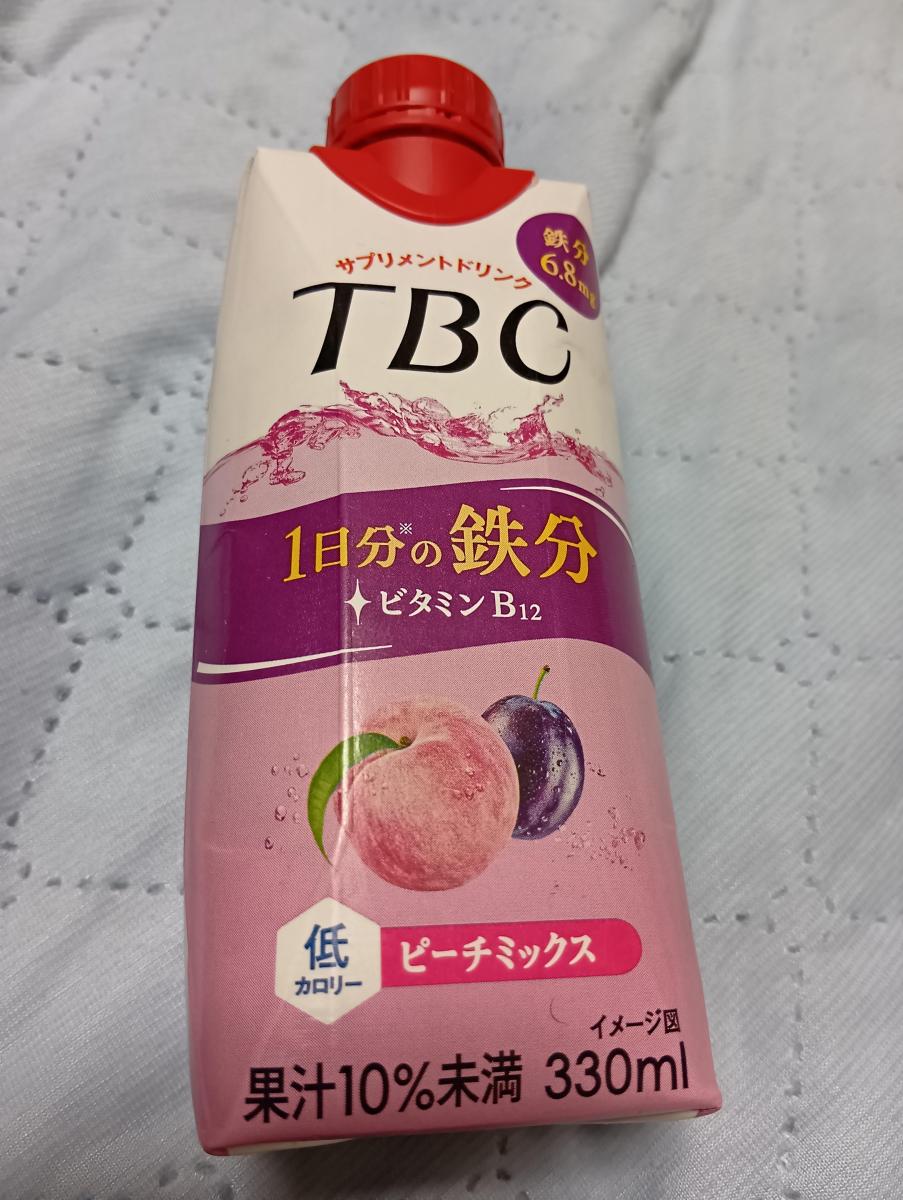 鉄分
6.8mg
サプリメントドリンク
TBC
1日分※の鉄分
ビタミンB12
低
カロリー
ピーチミックス
イメージ図
果汁10%未満 330ml